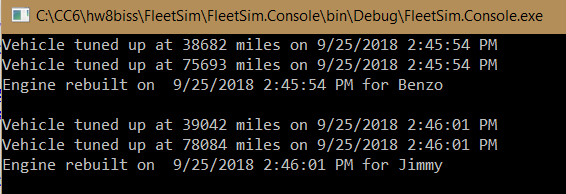 C:\CC6\hw8biss\FleetSim\FleetSim.Console\bin\Debug\FleetSim.Console.exe
Vehicle tuned up at 38682 miles on 9/25/2018 2:45:54 PM
Vehicle tuned up at 75693 miles on 9/25/2018 2:45:54 PM
Engine rebuilt on  9/25/2018 2:45:54 PM for Benzo
Vehicle tuned up at 39042 miles on 9/25/2018 2:46:01 PM
Vehicle tuned up at 78084 miles on 9/25/2018 2:46:01 PM
Engine rebuilt on  9/25/2018 2:46:01 PM for Jimmy